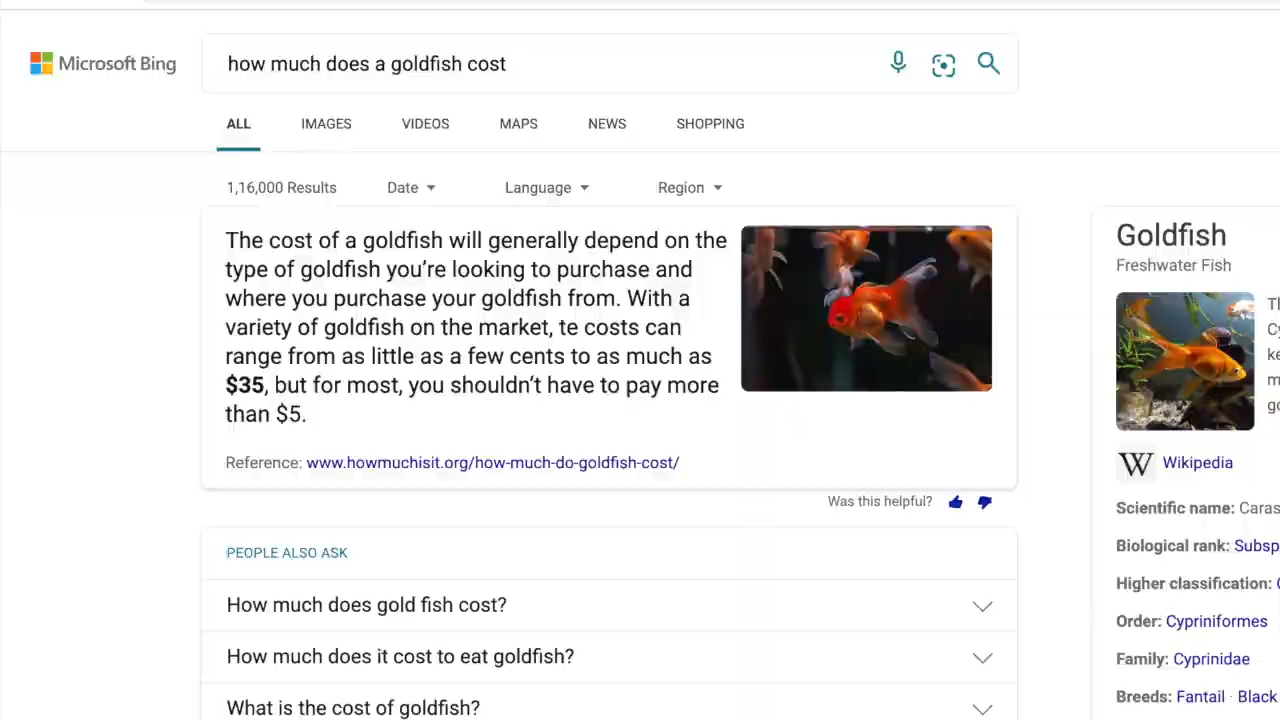 Microsoft Bing
how much does a goldfish cost
ALL IMAGES VIDEOS MAPS NEWS SHOPPING
1,16,000 Results Date Language Region
The cost of a goldfish will generally depend on the
type of goldfish you’re looking to purchase and
where you purchase your goldfish from. With a
variety of goldfish on the market, te costs can
range from as little as a few cents to as much as
$35, but for most, you shouldn’t have to pay more
than $5.
Reference: www.howmuchisit.org/how-much-do-goldfish-cost/
Was this helpful?
PEOPLE ALSO ASK
How much does gold fish cost?
How much does it cost to eat goldfish?
What is the cost of goldfish?
Goldfish
Freshwater Fish
W Wikipedia
Scientific name:
Biological rank:
Higher classification:
Order: Cypriniformes
Family: Cyprinidae
Breeds: Fantail · Black